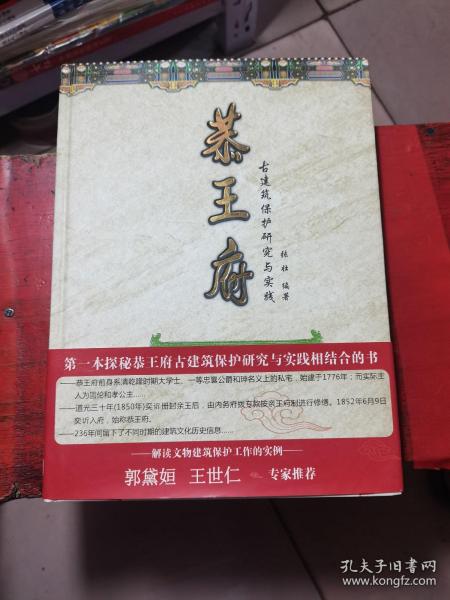 恭王府
古建筑保护研究与实践
张壮 编著
第一本探秘恭王府古建筑保护研究与实践相结合的书
——恭王府前身系清乾隆时期大学士、一等忠襄公爵和珅名义上的私宅，始建于1776年；而实际主
人为固伦和孝公主……
——道光三十年(1850年)奕䜣册封亲王后，由内务府拨专款按亲王府制进行修缮。1852年6月9日
奕䜣入府，始称恭王府。
——236年间留下了不同时期的建筑文化历史信息……
——解读文物建筑保护工作的实例——
郭黛姮 王世仁 专家推荐
孔夫子旧书网
www.kongfz.com